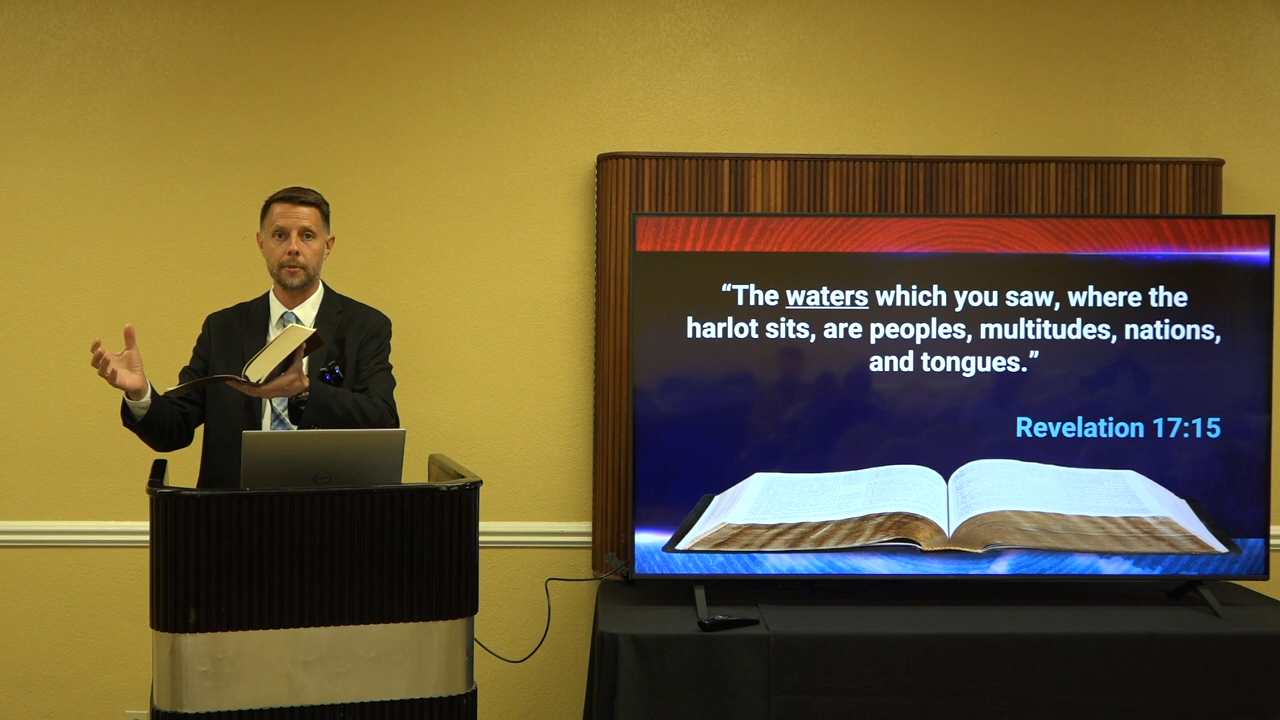 “The waters which you saw, where the
harlot sits, are peoples, multitudes, nations,
and tongues.”
Revelation 17:15